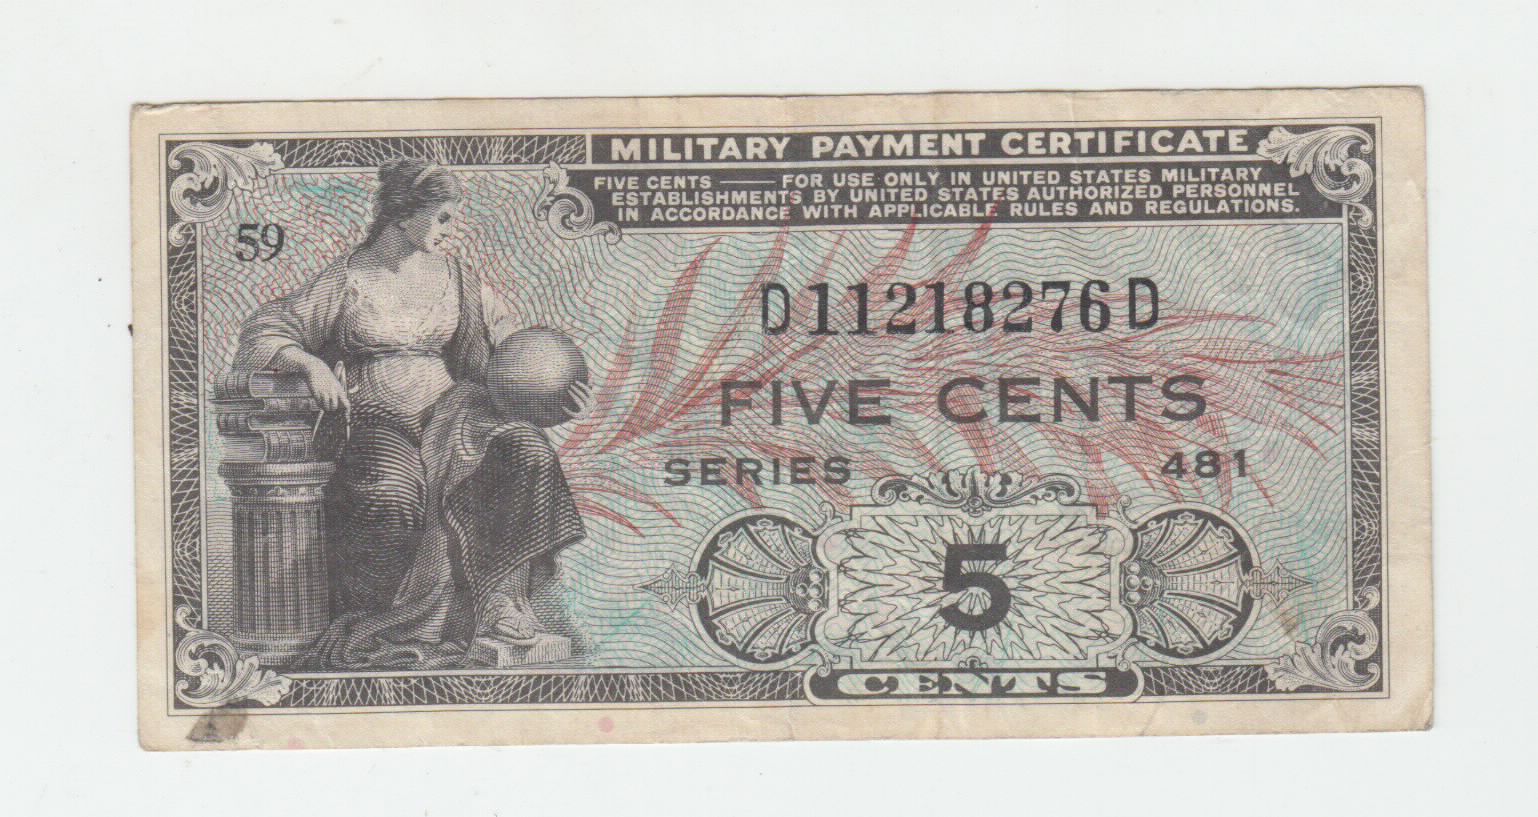 MILITARY PAYMENT CERTIFICATE
FIVE CENTS — FOR USE ONLY IN UNITED STATES MILITARY
ESTABLISHMENTS BY UNITED STATES AUTHORIZED PERSONNEL
IN ACCORDANCE WITH APPLICABLE RULES AND REGULATIONS.
59
D11218276D
FIVE CENTS
SERIES 481
5
CENTS